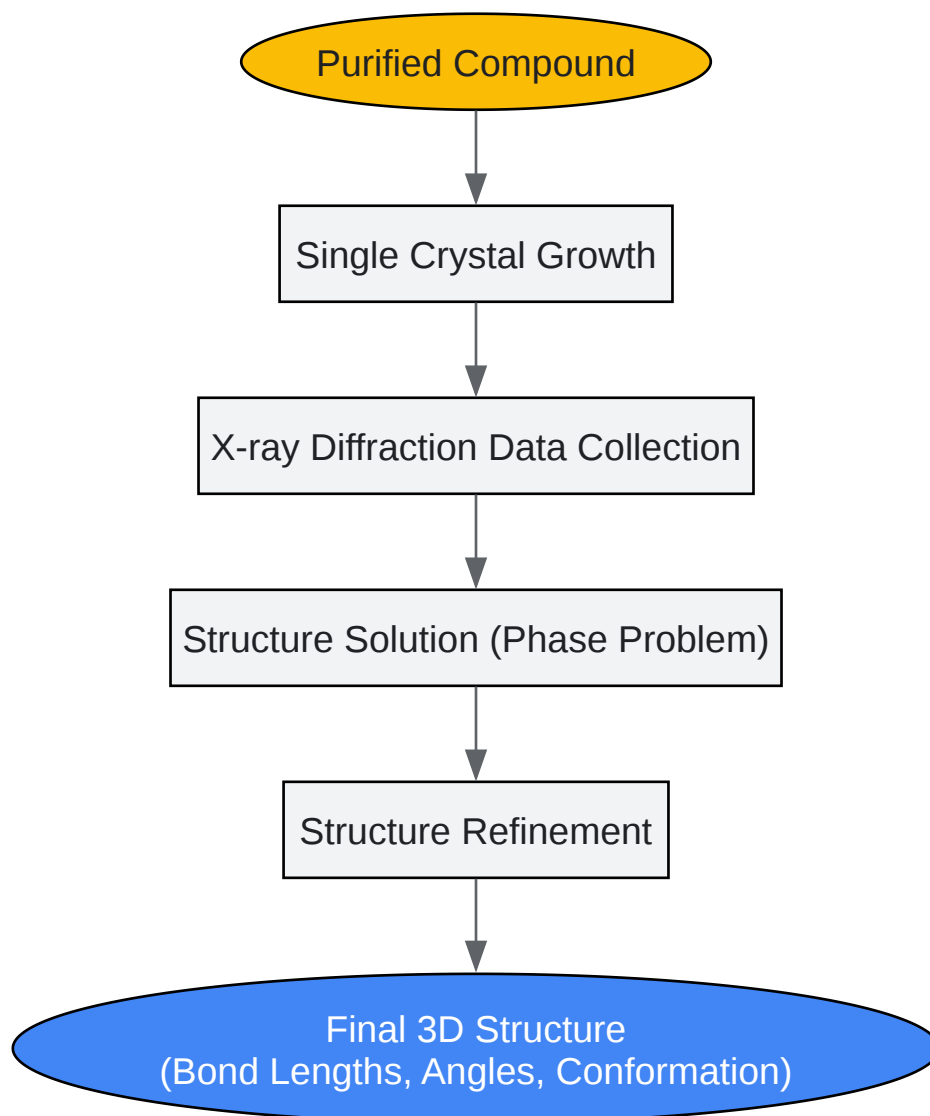 Purified Compound
Single Crystal Growth
X-ray Diffraction Data Collection
Structure Solution (Phase Problem)
Structure Refinement
Final 3D Structure
(Bond Lengths, Angles, Conformation)